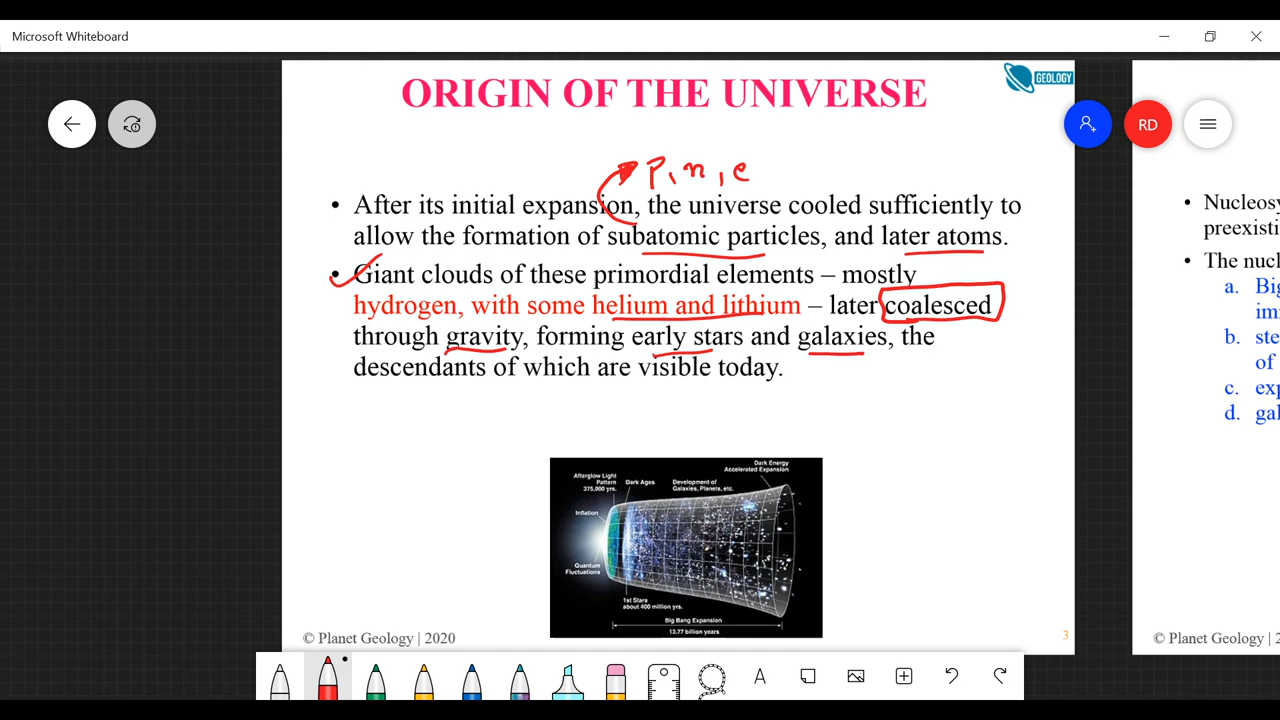 Microsoft Whiteboard
ORIGIN OF THE UNIVERSE
GEOLOGY
RD
P, n, e
• After its initial expansion, the universe cooled sufficiently to
allow the formation of subatomic particles, and later atoms.
• Giant clouds of these primordial elements – mostly
hydrogen, with some helium and lithium – later coalesced
through gravity, forming early stars and galaxies, the
descendants of which are visible today.
Dark Energy
Accelerated Expansion
Afterglow Light
Pattern
375,000 yrs.
Dark Ages
Development of
Galaxies, Planets, etc.
Inflation
Quantum
Fluctuations
1st Stars
about 400 million yrs.
Big Bang Expansion
13.77 billion years
© Planet Geology | 2020
3
• Nucleosy
preexisti
• The nucl
a. Big
b. ste
of
c. exp
d. gal
© Planet Geology | 2
A